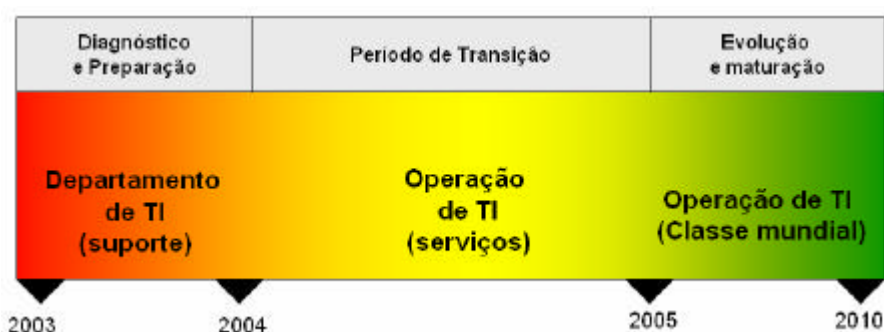 Diagnóstico
e Preparação
Período de Transição
Evolução
e maturação
Departamento
de TI
(suporte)
Operação
de TI
(serviços)
Operação de TI
(Classe mundial)
2003
2004
2005
2010